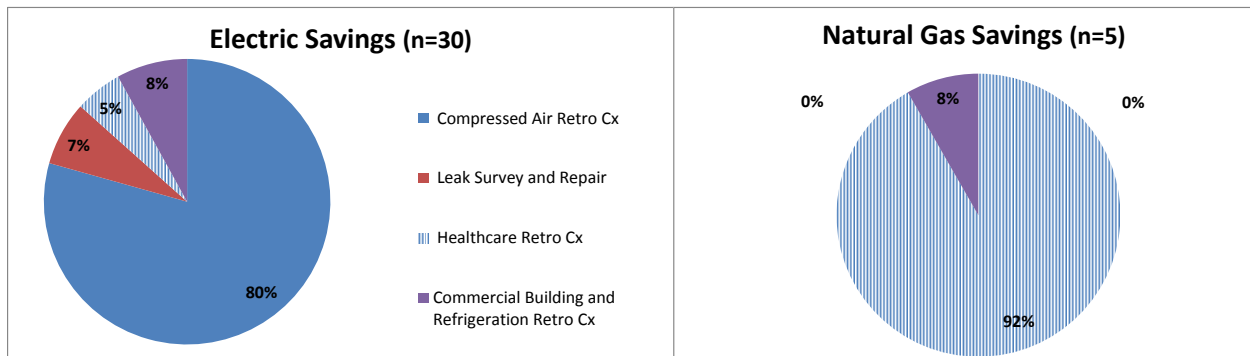 Electric Savings (n=30)
8%
5%
7%
80%
Compressed Air Retro Cx
Leak Survey and Repair
Healthcare Retro Cx
Commercial Building and
Refrigeration Retro Cx
Natural Gas Savings (n=5)
0%
8%
0%
92%